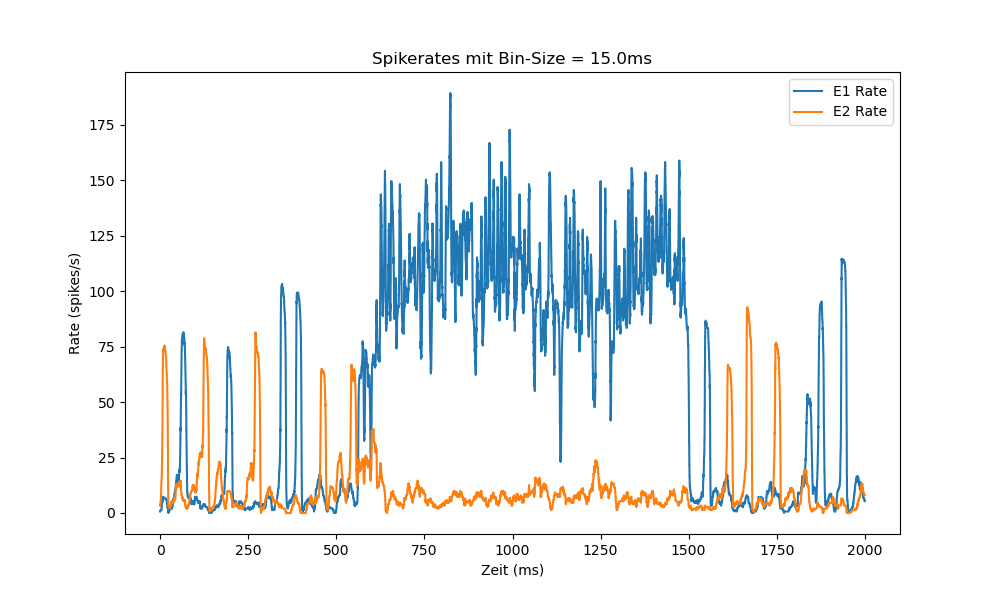 Spikerates mit Bin-Size = 15.0ms
E1 Rate
E2 Rate
175
150
125
100
75
50
25
0
Rate (spikes/s)
0 250 500 750 1000 1250 1500 1750 2000
Zeit (ms)